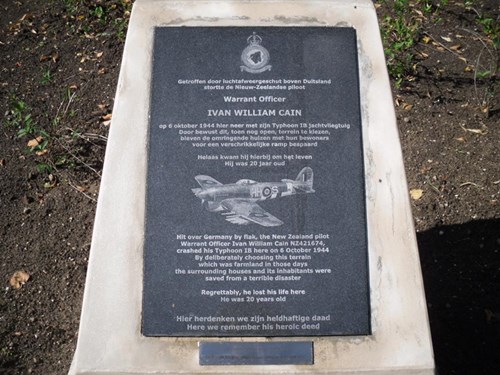 Getroffen door luchtafweergeschut boven Duitsland
stortte de Nieuw-Zeelandse piloot
Warrant Officer
IVAN WILLIAM CAIN
op 6 oktober 1944 hier neer met zijn Typhoon IB jachtvliegtuig
Door bewust dit, toen nog open, terrein te kiezen,
bleven de omringende huizen met hun bewoners
voor een verschrikkelijke ramp bespaard
Helaas kwam hij hierbij om het leven
Hij was 20 jaar oud
Hit over Germany by flak, the New Zealand pilot
Warrant Officer Ivan William Cain NZ421674,
crashed his Typhoon IB here on 6 October 1944
By deliberately choosing this terrain
which was farmland in those days
the surrounding houses and its inhabitants were
saved from a terrible disaster
Regrettably, he lost his life here
He was 20 years old
Hier herdenken we zijn heldhaftige daad
Here we remember his heroic deed